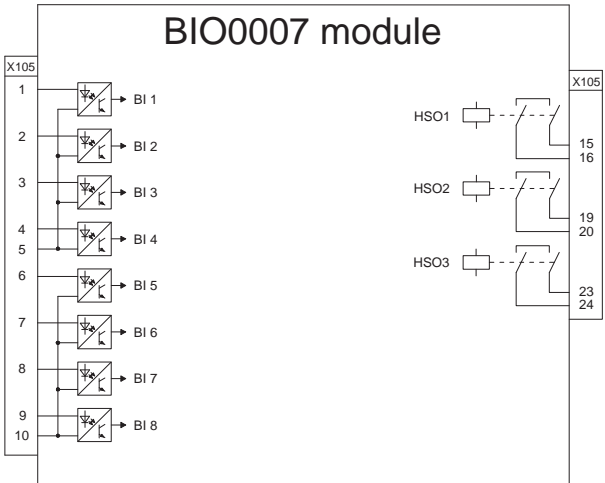 BIO0007 module
X105
X105
1
BI 1
HSO1
2
15
BI 2
16
3
HSO2
BI 3
19
4
20
BI 4
5
HSO3
6
BI 5
23
24
7
BI 6
8
BI 7
9
BI 8
10